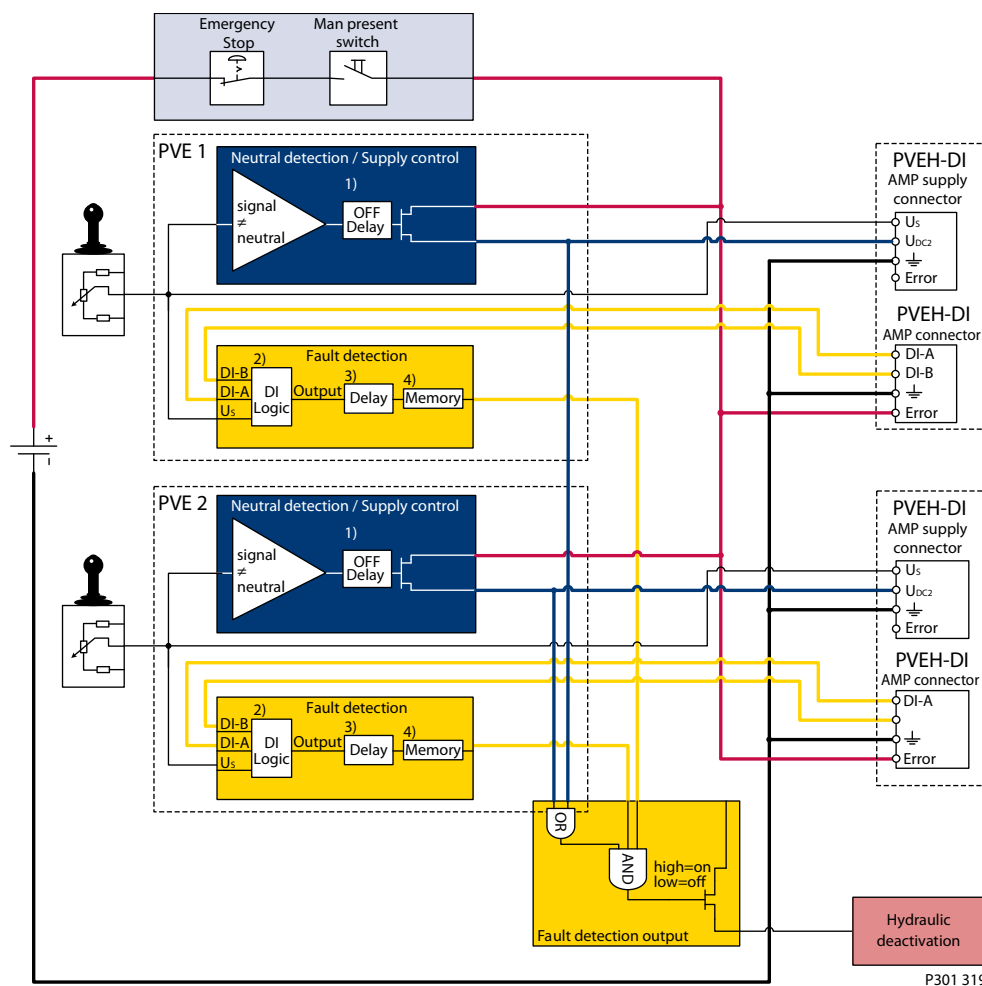 Emergency
Stop
Man present
switch
PVE 1
Neutral detection / Supply control
1)
signal
≠
neutral
OFF
Delay
PVEH-DI
AMP supply
connector
Us
UDC2
Error
PVEH-DI
AMP connector
DI-A
DI-B
Error
Fault detection
2)
3)
4)
DI-B
DI-A
Us
DI
Logic
Output
Delay
Memory
+
−
PVE 2
Neutral detection / Supply control
1)
signal
≠
neutral
OFF
Delay
PVEH-DI
AMP supply
connector
Us
UDC2
Error
PVEH-DI
AMP connector
DI-A
Error
Fault detection
2)
3)
4)
DI-B
DI-A
Us
DI
Logic
Output
Delay
Memory
OR
AND
high=on
low=off
Fault detection output
Hydraulic
deactivation
P301 319